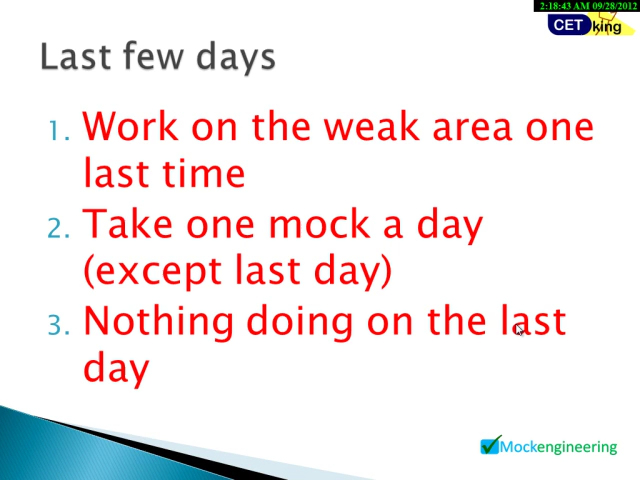 2:18:43 AM 09/28/2012
CET king
Last few days
1. Work on the weak area one
last time
2. Take one mock a day
(except last day)
3. Nothing doing on the last
day
Mockengineering